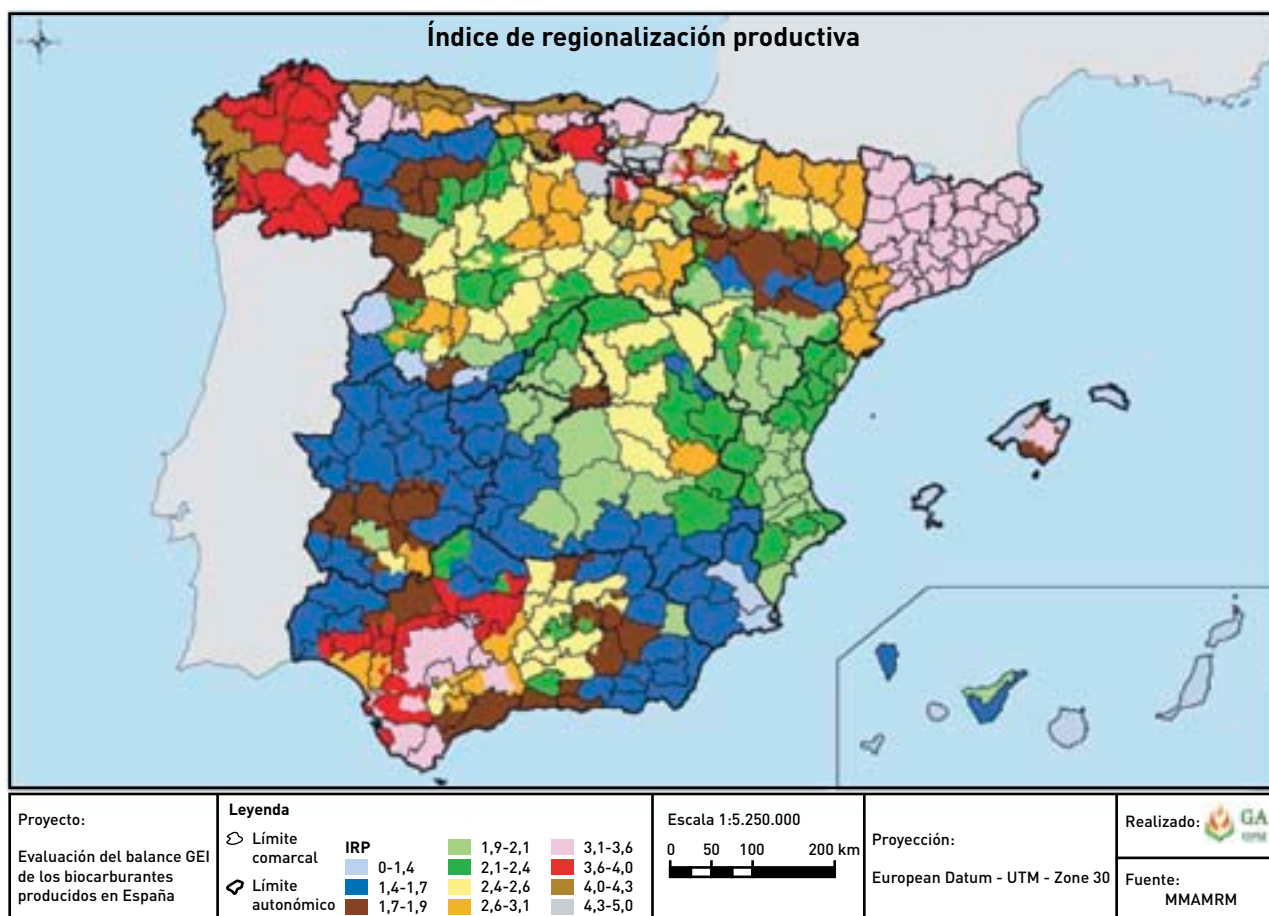 Índice de regionalización productiva
Proyecto:
Evaluación del balance GEI
de los biocarburantes
producidos en España
Leyenda
Límite
comarcal
Límite
autonómico
IRP
0-1,4
1,4-1,7
1,7-1,9
1,9-2,1
2,1-2,4
2,4-2,6
2,6-3,1
3,1-3,6
3,6-4,0
4,0-4,3
4,3-5,0
Escala 1:5.250.000
0 50 100 200 km
Proyección:
European Datum - UTM - Zone 30
Realizado:
GA
Fuente:
MMAMRM